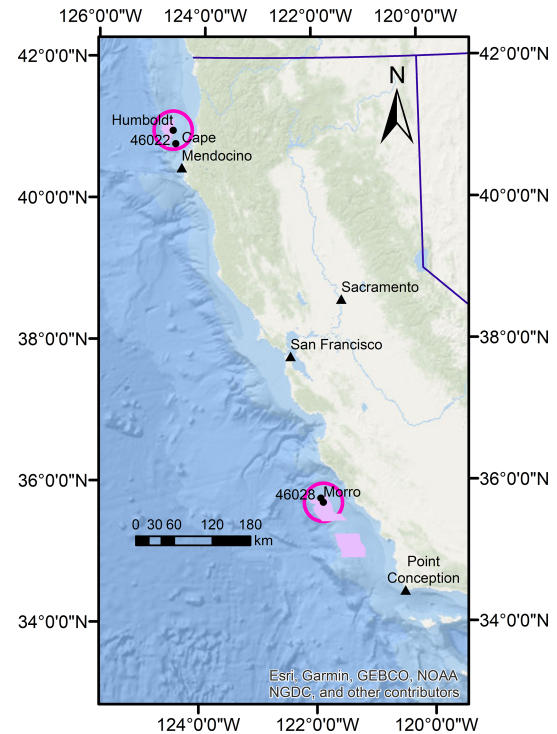 126°0'0"W 124°0'0"W 122°0'0"W 120°0'0"W
42°0'0"N 42°0'0"N
N
Humboldt
46022 Cape
Mendocino
40°0'0"N 40°0'0"N
Sacramento
38°0'0"N 38°0'0"N
San Francisco
36°0'0"N 36°0'0"N
46028 Morro
0 30 60 120 180
km
Point
Conception
34°0'0"N 34°0'0"N
Esri, Garmin, GEBCO, NOAA
NGDC, and other contributors
124°0'0"W 122°0'0"W 120°0'0"W